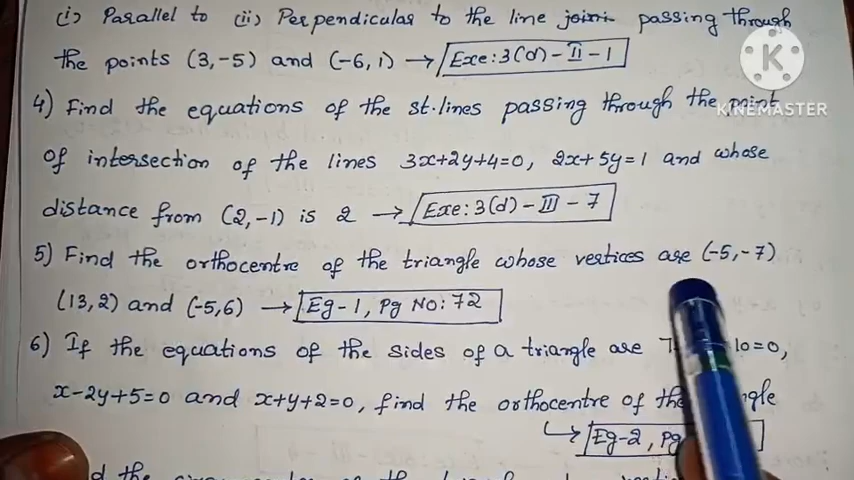 (i) Parallel to (ii) Perpendicular to the line joini- passing through
the points (3,-5) and (-6,1) → Exe: 3(d)-II-1
K
KINEMASTER
4) Find the equations of the st.lines passing through the point
of intersection of the lines 3x+2y+4=0, 2x+5y=1 and whose
distance from (2,-1) is 2 → Exe: 3(d)-III-7
5) Find the orthocentre of the triangle whose vertices are (-5,-7)
(13,2) and (-5,6) → Eg-1, Pg NO: 72
6) If the equations of the sides of a triangle are 10=0,
x-2y+5=0 and x+y+2=0, find the orthocentre of the
↳ Eg-2, Pg